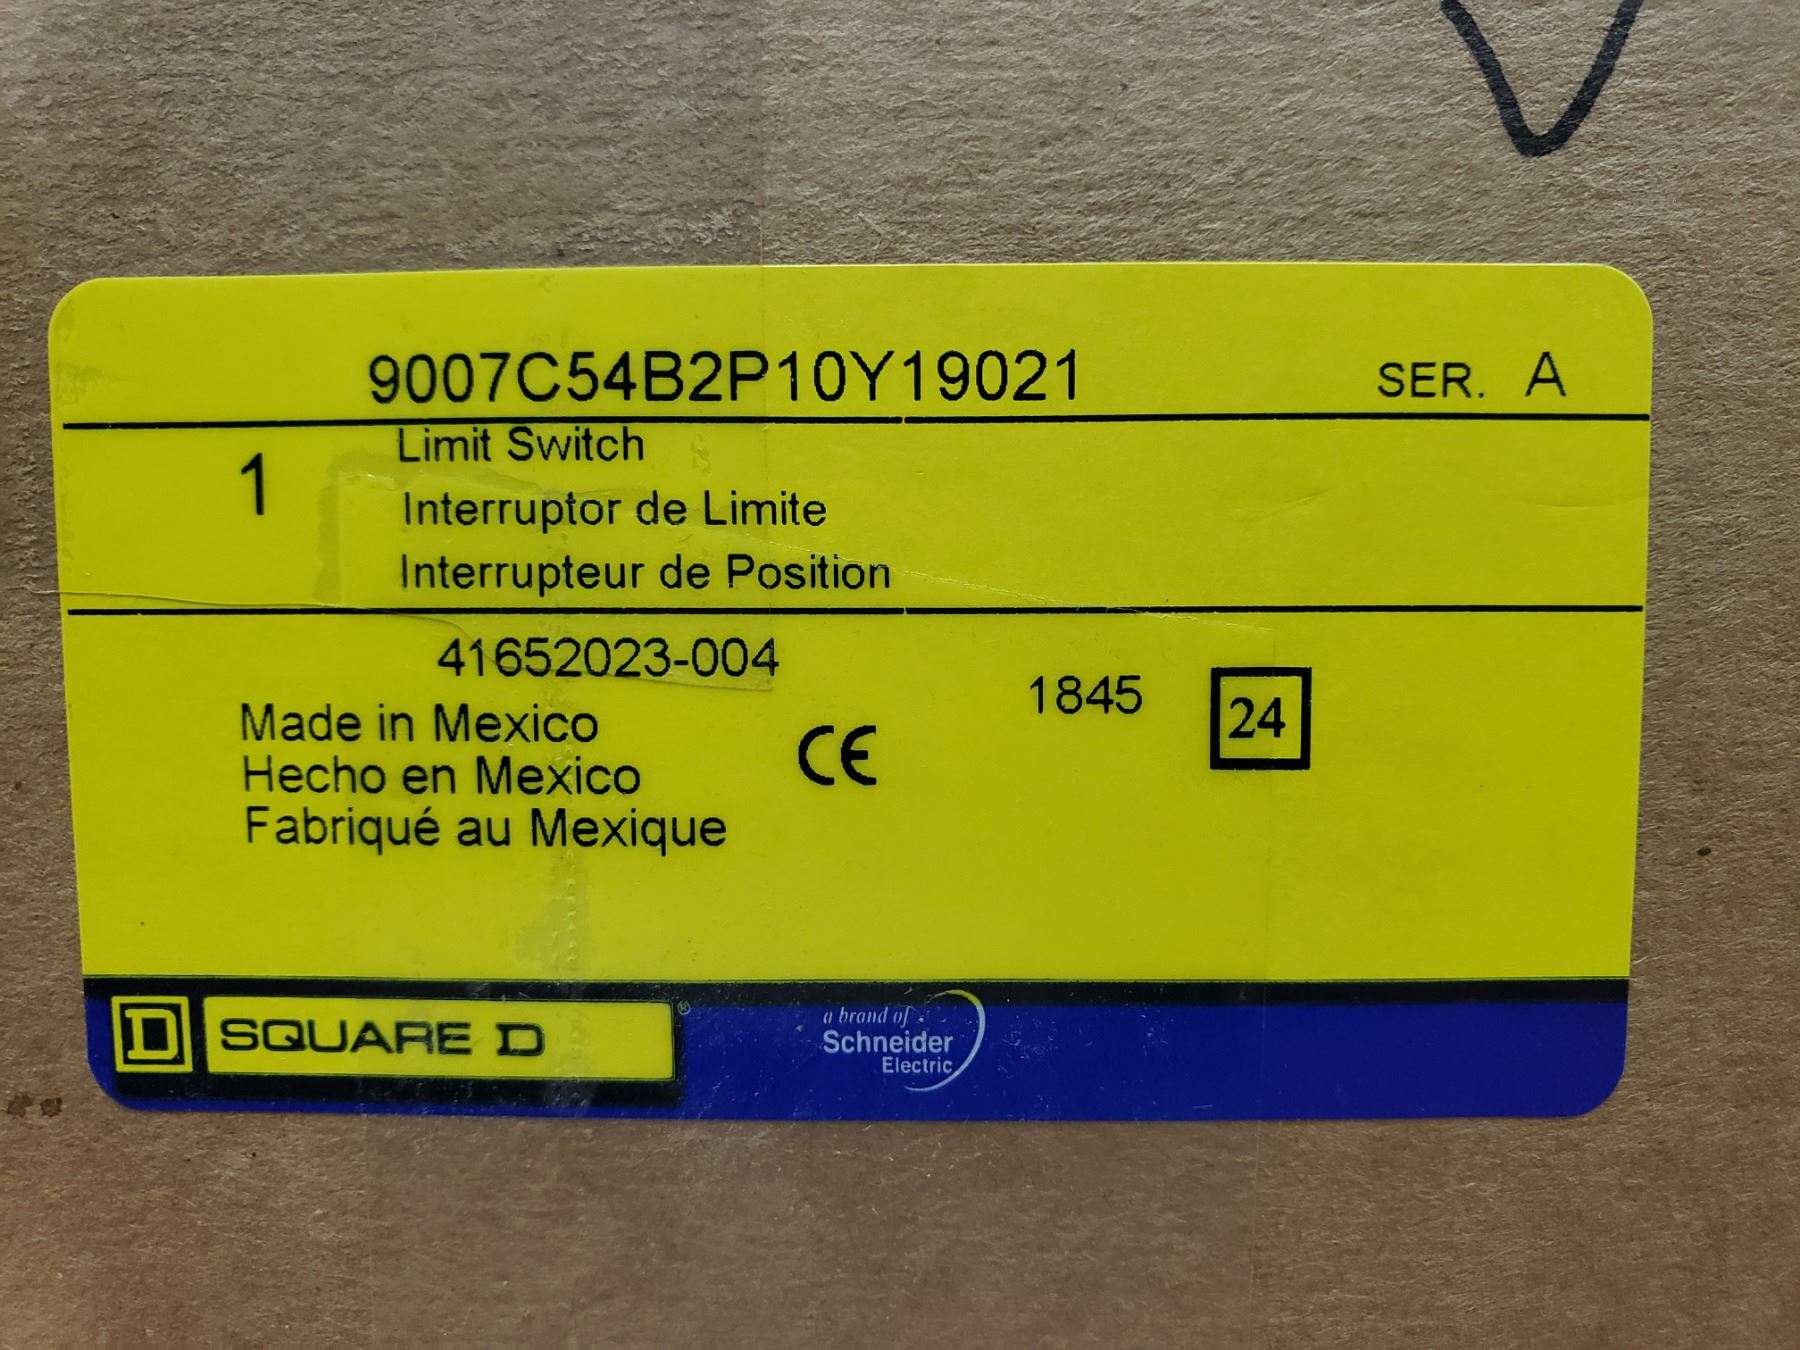 9007C54B2P10Y19021 SER. A
1
Limit Switch
Interruptor de Limite
Interrupteur de Position
41652023-004
1845 24
Made in Mexico
Hecho en Mexico
Fabriqué au Mexique
CE
D SQUARE D ®
a brand of
Schneider
Electric